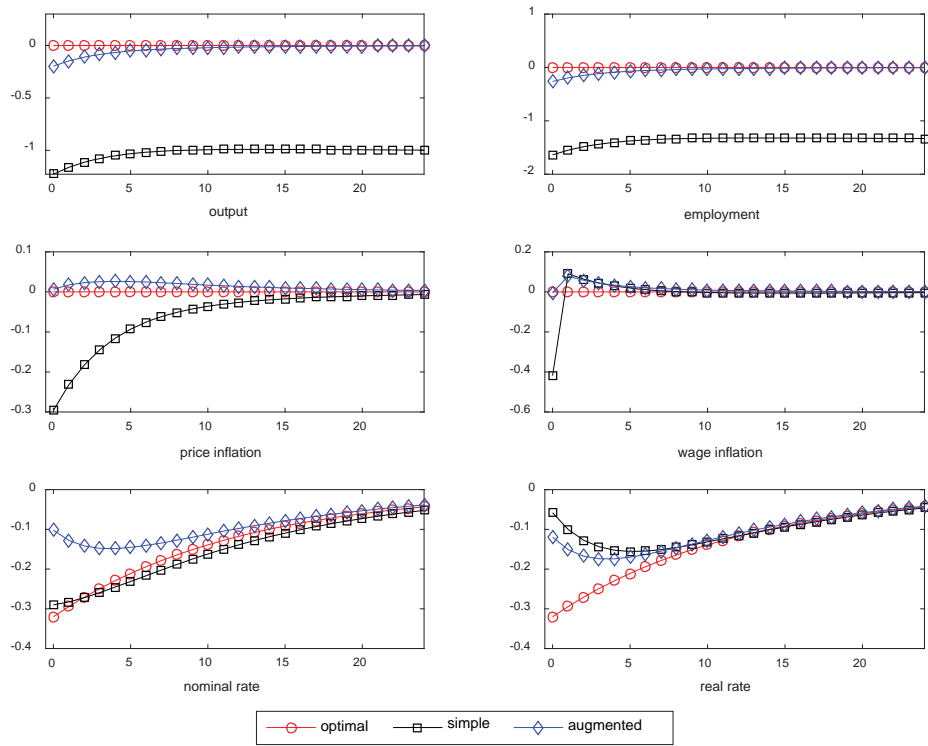 0
-0.5
-1
0 5 10 15 20
output
1
0
-1
-2
0 5 10 15 20
employment
0.1
0
-0.1
-0.2
-0.3
0 5 10 15 20
price inflation
0.2
0
-0.2
-0.4
-0.6
0 5 10 15 20
wage inflation
0
-0.1
-0.2
-0.3
-0.4
0 5 10 15 20
nominal rate
0
-0.1
-0.2
-0.3
-0.4
0 5 10 15 20
real rate
optimal simple augmented